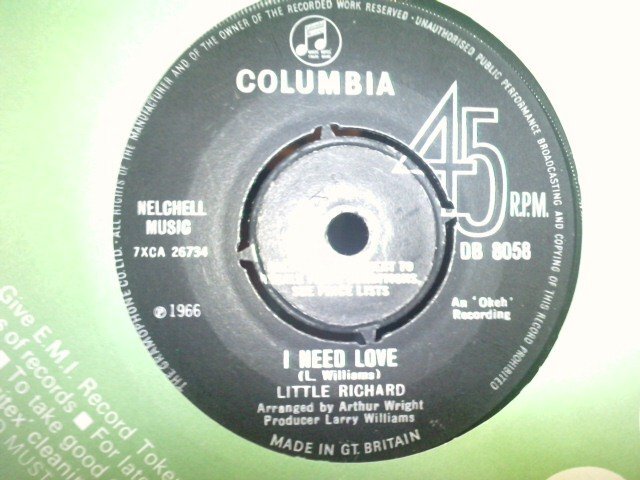 THE GRAMOPHONE CO. LTD. · ALL RIGHTS OF THE MANUFACTURER AND OF THE OWNER OF THE RECORDED WORK RESERVED · UNAUTHORISED PUBLIC PERFORMANCE BROADCASTING AND COPYING OF THIS RECORD PROHIBITED
COLUMBIA
45
R.P.M.
NELCHELL
MUSIC
7XCA 26734
DB 8058
℗ 1966
An 'Okeh'
Recording
LISTS
I NEED LOVE
(L. Williams)
LITTLE RICHARD
Arranged by Arthur Wright
Producer Larry Williams
MADE IN GT. BRITAIN
Give E.M.I. Record Token
s of records ■ For
■ To take good
cleanin
MUST